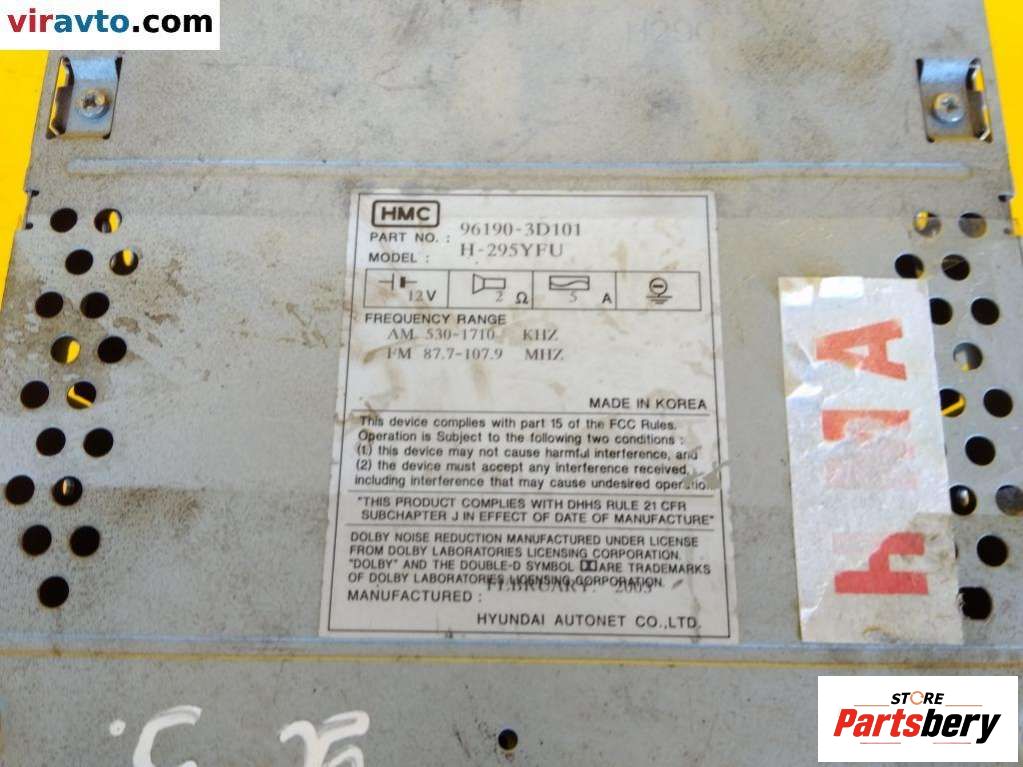 viravto.com
HMC
PART NO. : 96190-3D101
MODEL : H-295YFU
12V 2 Ω 5 A
FREQUENCY RANGE
AM 530-1710 KHZ
FM 87.7-107.9 MHZ
MADE IN KOREA
This device complies with part 15 of the FCC Rules.
Operation is Subject to the following two conditions :
(1) this device may not cause harmful interference, and
(2) the device must accept any interference received,
including interference that may cause undesired operation.
"THIS PRODUCT COMPLIES WITH DHHS RULE 21 CFR
SUBCHAPTER J IN EFFECT OF DATE OF MANUFACTURE"
DOLBY NOISE REDUCTION MANUFACTURED UNDER LICENSE
FROM DOLBY LABORATORIES LICENSING CORPORATION.
"DOLBY" AND THE DOUBLE-D SYMBOL ARE TRADEMARKS
OF DOLBY LABORATORIES LICENSING CORPORATION.
FEBRUARY. 2003
MANUFACTURED :
HYUNDAI AUTONET CO.,LTD.
STORE
Partsbery